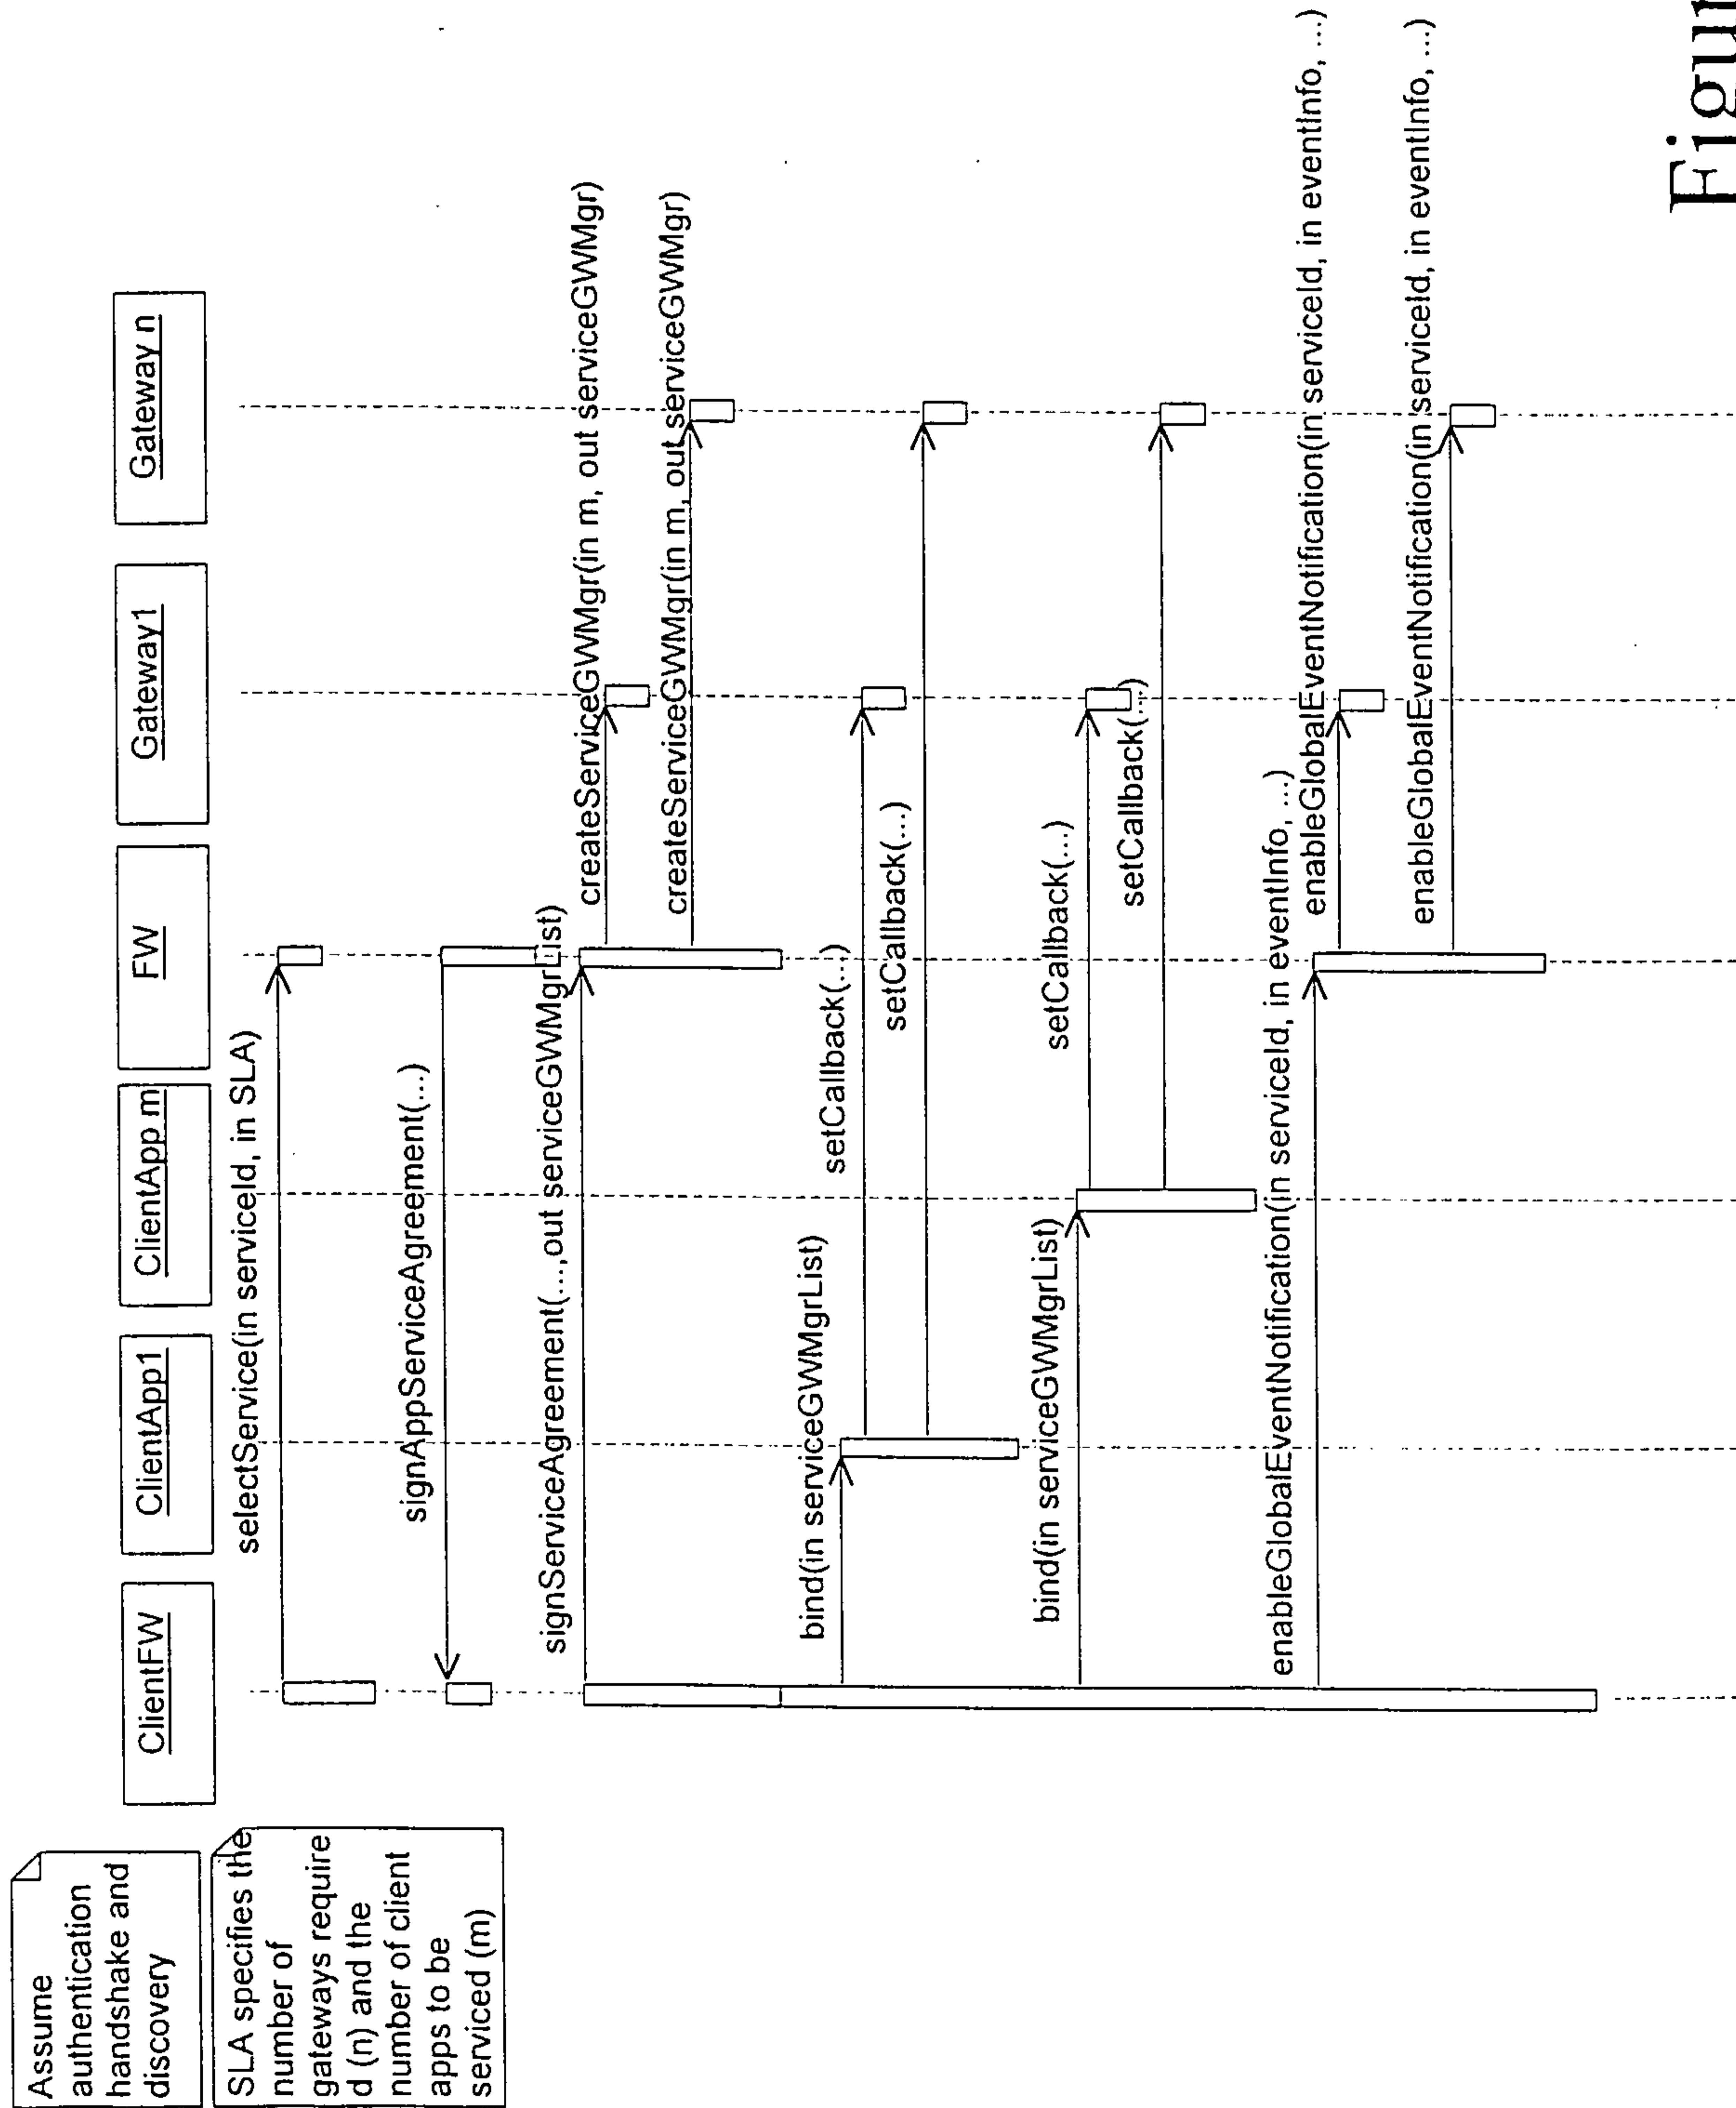 Assume
authentication
handshake and
discovery
SLA specifies the
number of
gateways require
d (n) and the
number of client
apps to be
serviced (m)
ClientFW
ClientApp1
ClientApp m
FW
Gateway1
Gateway n
selectService(in serviceId, in SLA)
signAppServiceAgreement(...)
signServiceAgreement(...,out serviceGWMgrList)
createServiceGWMgr(in m, out serviceGWMgr)
createServiceGWMgr(in m, out serviceGWMgr)
bind(in serviceGWMgrList)
setCallback(...)
setCallback(...)
bind(in serviceGWMgrList)
setCallback(...)
setCallback(...)
enableGlobalEventNotification(in serviceId, in eventInfo, ...)
enableGlobalEventNotification(in serviceId, in eventInfo, ...)
enableGlobalEventNotification(in serviceId, in eventInfo, ...)